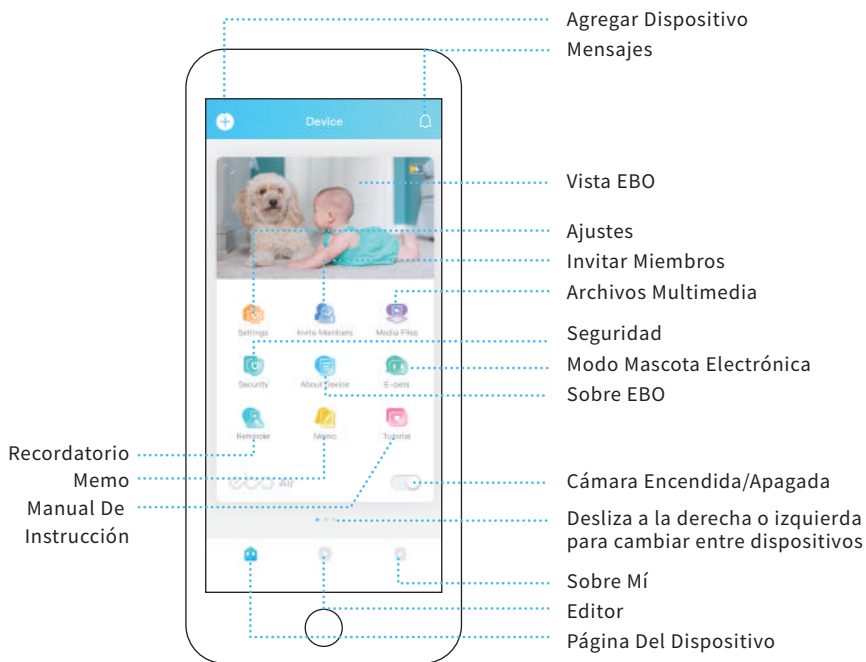 Agregar Dispositivo
Mensajes
Device
Vista EBO
Ajustes
Invitar Miembros
Archivos Multimedia
Settings
Invite Members
Media Files
Seguridad
Modo Mascota Electrónica
Sobre EBO
Security
About Device
E-pets
Reminder
Memo
Tutorial
Recordatorio
Memo
Manual De
Instrucción
ebo Air
Cámara Encendida/Apagada
Desliza a la derecha o izquierda
para cambiar entre dispositivos
Sobre Mí
Editor
Página Del Dispositivo